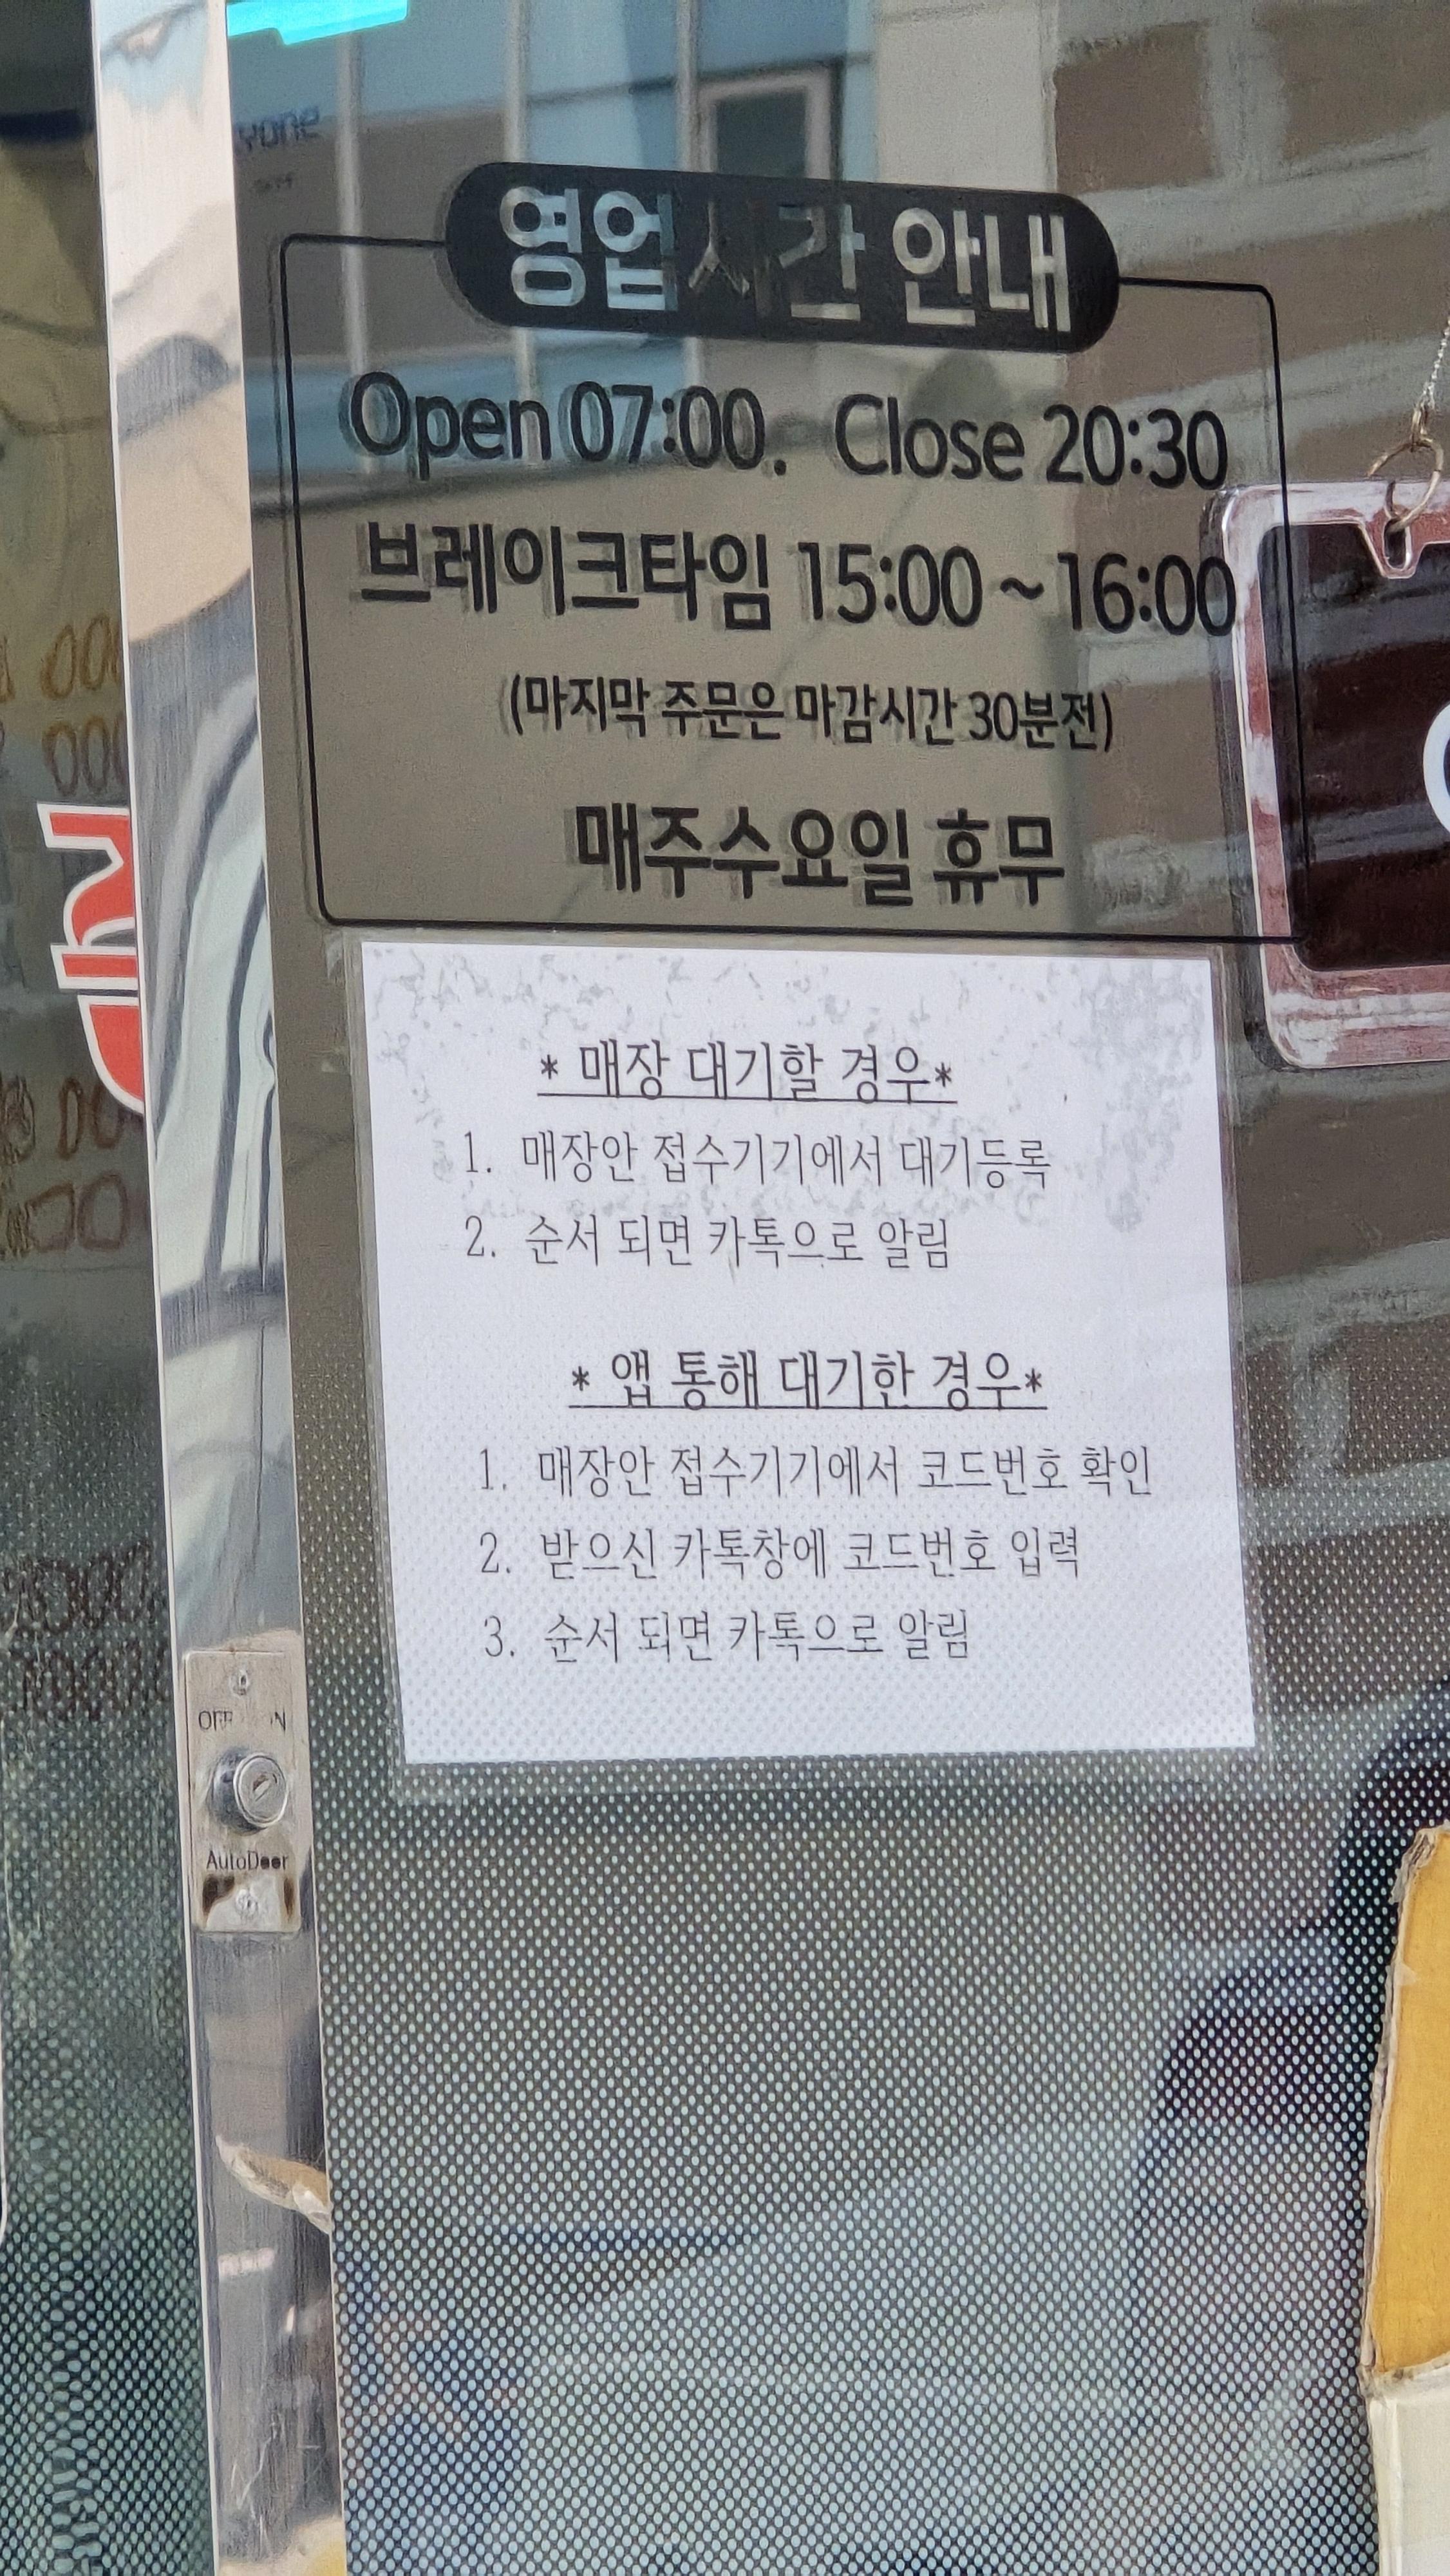 영업시간 안내
Open 07:00. Close 20:30
브레이크타임 15:00 ~ 16:00
(마지막 주문은 마감시간 30분전)
매주수요일 휴무
* 매장 대기할 경우*
1. 매장안 접수기기에서 대기등록
2. 순서 되면 카톡으로 알림
* 앱 통해 대기한 경우*
1. 매장안 접수기기에서 코드번호 확인
2. 받으신 카톡창에 코드번호 입력
3. 순서 되면 카톡으로 알림
OFF
AutoDoor